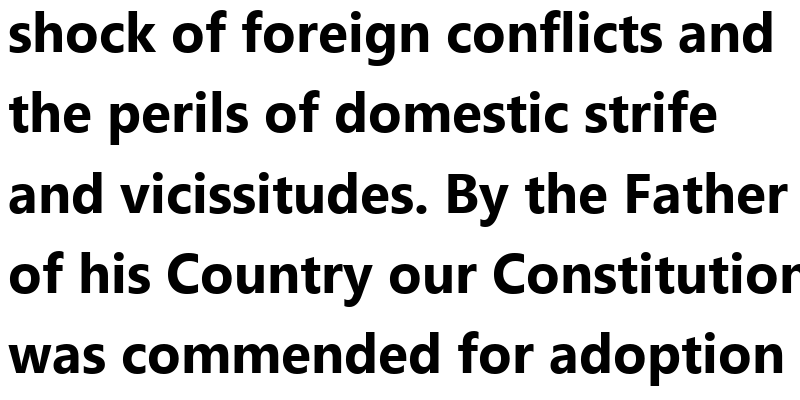 shock of foreign conflicts and
the perils of domestic strife
and vicissitudes. By the Father
of his Country our Constitution
was commended for adoption